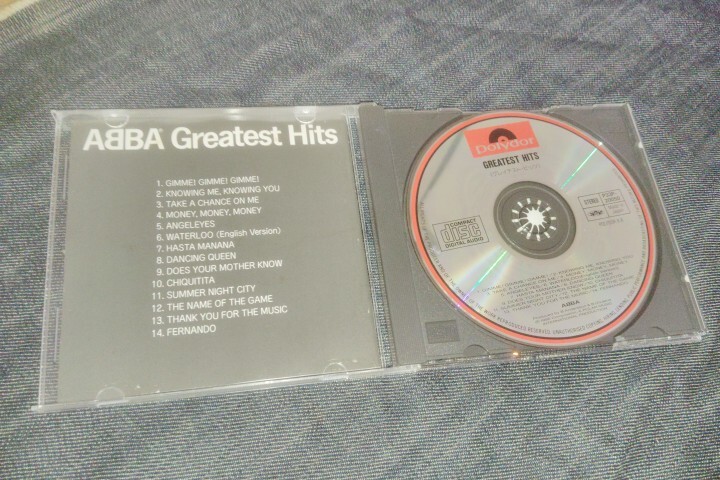 ABBA Greatest Hits
1. GIMME! GIMME! GIMME!
2. KNOWING ME, KNOWING YOU
3. TAKE A CHANCE ON ME
4. MONEY, MONEY, MONEY
5. ANGELEYES
6. WATERLOO (English Version)
7. HASTA MANANA
8. DANCING QUEEN
9. DOES YOUR MOTHER KNOW
10. CHIQUITITA
11. SUMMER NIGHT CITY
12. THE NAME OF THE GAME
13. THANK YOU FOR THE MUSIC
14. FERNANDO
Polydor
GREATEST HITS
STEREO
COMPACT
disc
DIGITAL AUDIO
ABBA